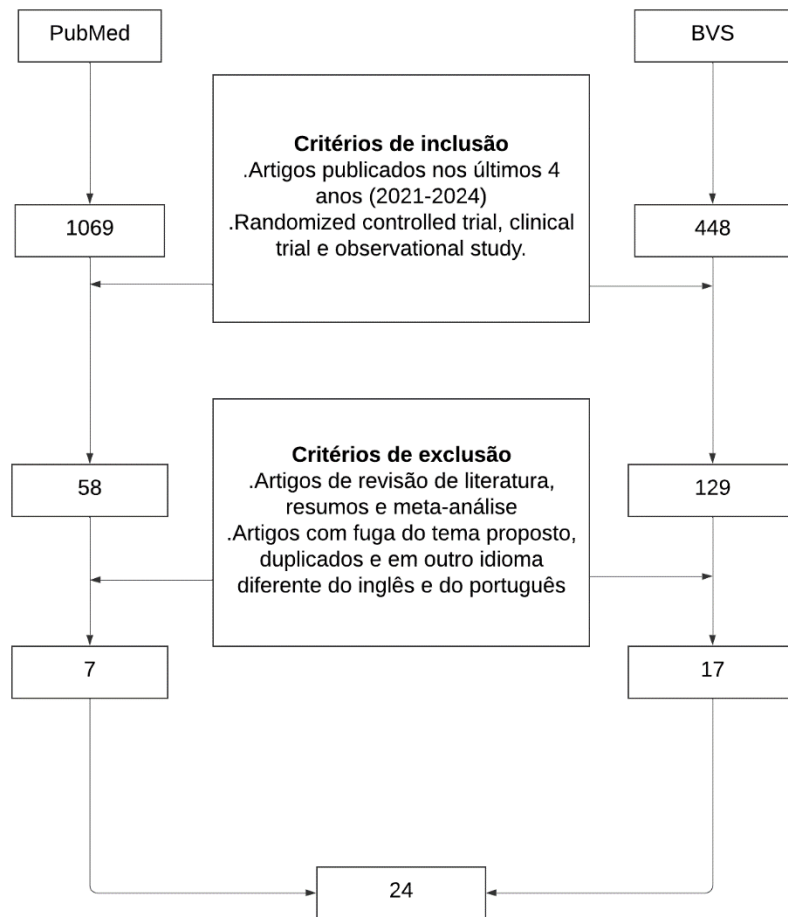 PubMed
BVS
Critérios de inclusão
.Artigos publicados nos últimos 4
anos (2021-2024)
.Randomized controlled trial, clinical
trial e observational study.
1069
448
Critérios de exclusão
.Artigos de revisão de literatura,
resumos e meta-análise
.Artigos com fuga do tema proposto,
duplicados e em outro idioma
diferente do inglês e do português
58
129
7
17
24